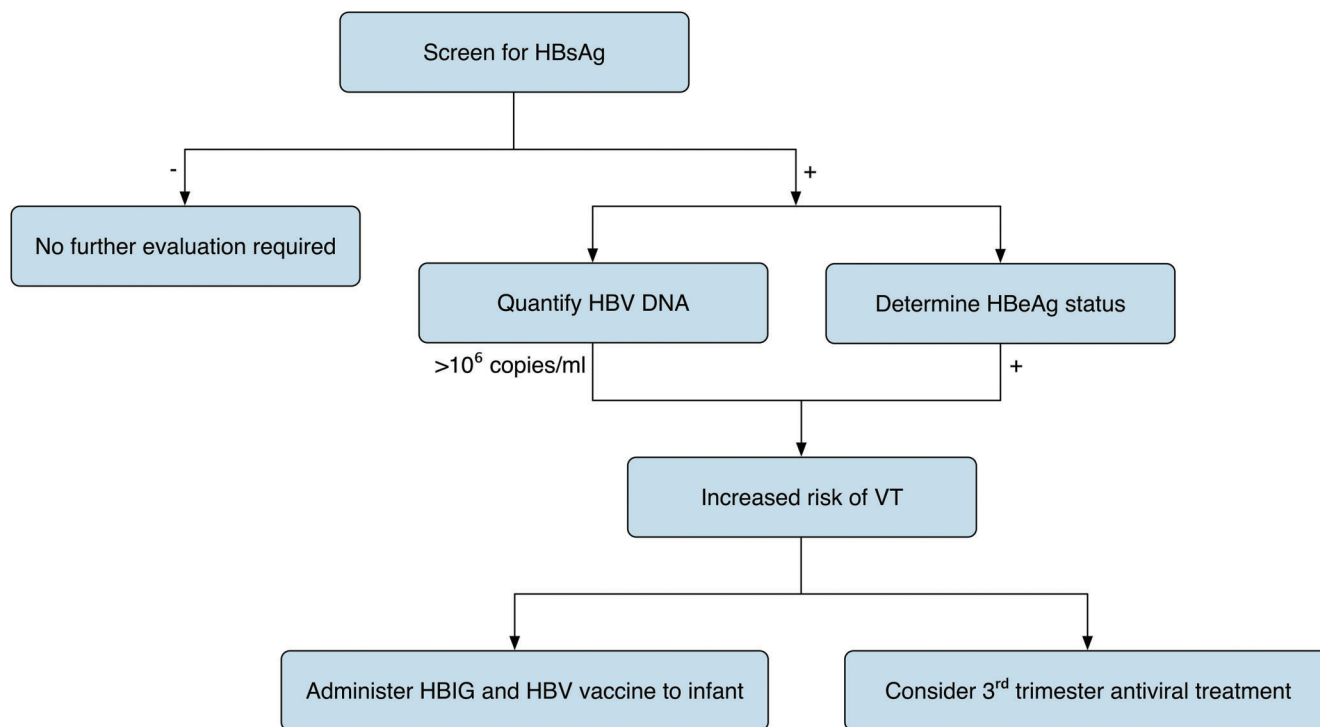 Screen for HBsAg
-
+
No further evaluation required
Quantify HBV DNA
Determine HBeAg status
>10⁶ copies/ml
+
Increased risk of VT
Administer HBIG and HBV vaccine to infant
Consider 3ʳᵈ trimester antiviral treatment